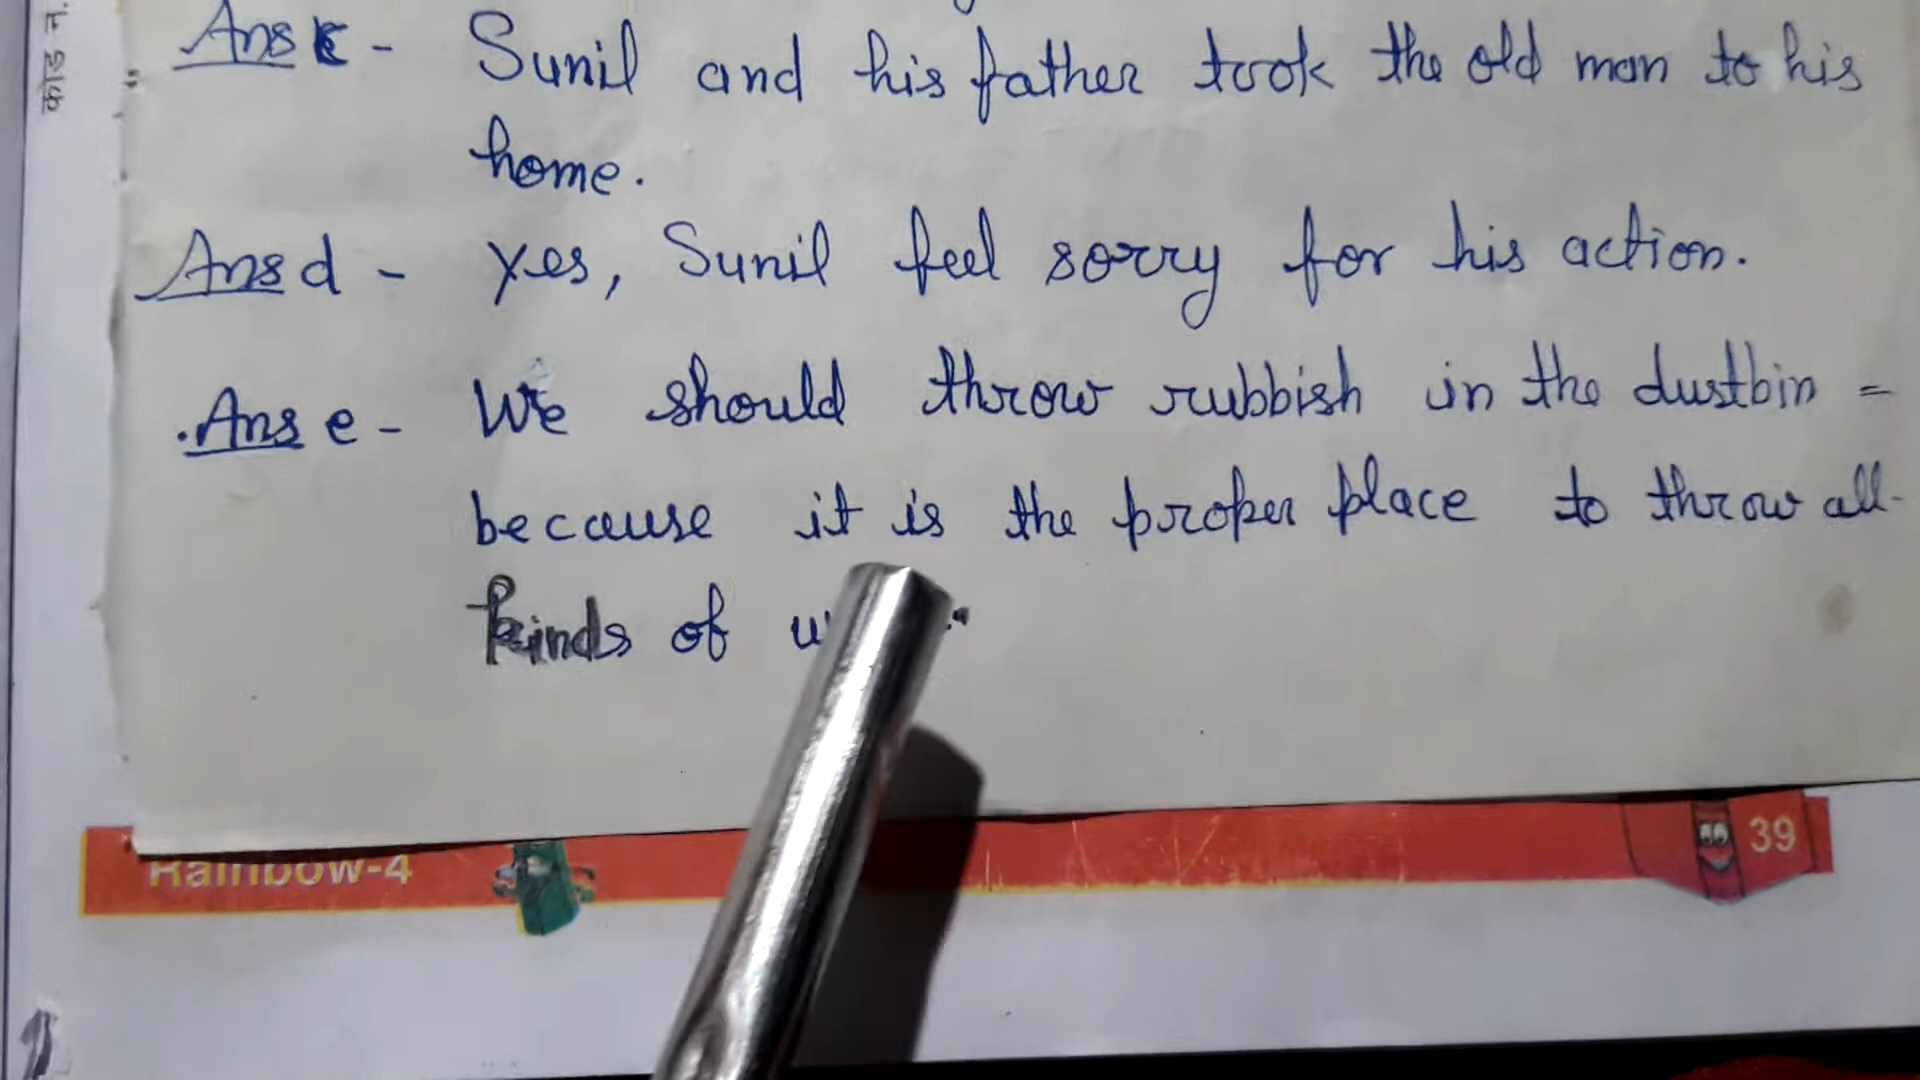 कोड न.
Ans c - Sunil and his father took the old man to his
home.
Ans d - Yes, Sunil feel sorry for his action.
Ans e - We should throw rubbish in the dustbin =
because it is the proper place to throw all-
kinds of
Rainbow-4
39